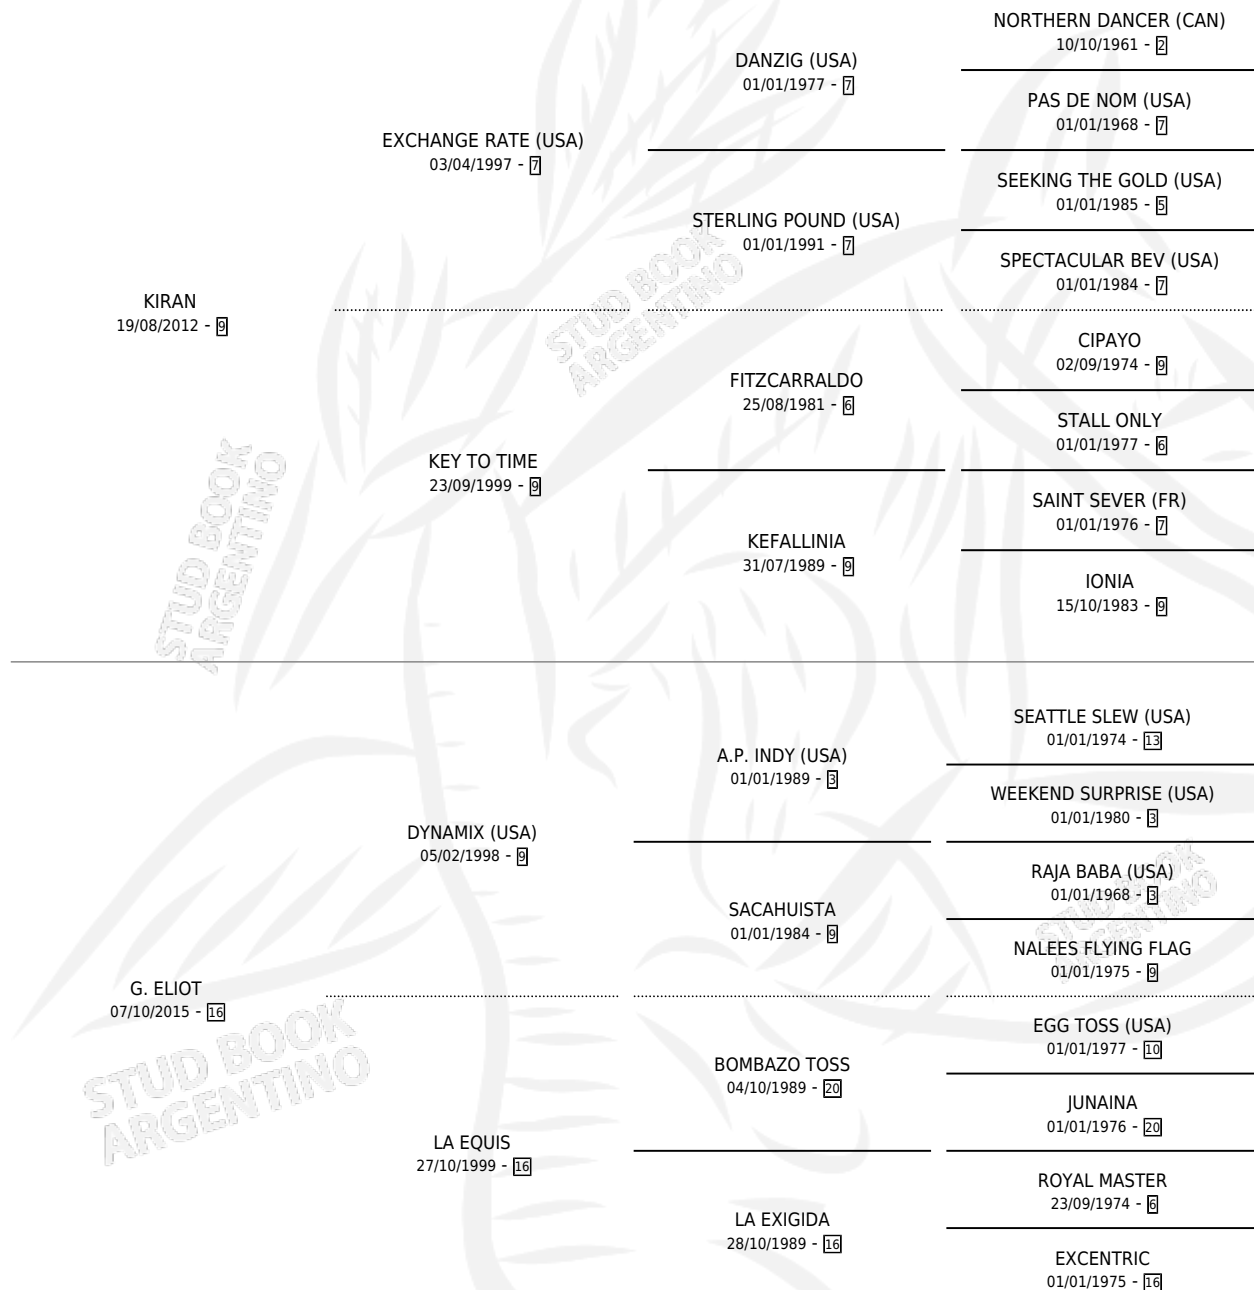 NORTHERN DANCER (CAN)
10/10/1961 - 2
DANZIG (USA)
01/01/1977 - 7
PAS DE NOM (USA)
01/01/1968 - 7
EXCHANGE RATE (USA)
03/04/1997 - 7
SEEKING THE GOLD (USA)
01/01/1985 - 5
STERLING POUND (USA)
01/01/1991 - 7
SPECTACULAR BEV (USA)
01/01/1984 - 7
KIRAN
19/08/2012 - 9
CIPAYO
02/09/1974 - 9
FITZCARRALDO
25/08/1981 - 6
STALL ONLY
01/01/1977 - 6
KEY TO TIME
23/09/1999 - 9
SAINT SEVER (FR)
01/01/1976 - 7
KEFALLINIA
31/07/1989 - 9
IONIA
15/10/1983 - 9
SEATTLE SLEW (USA)
01/01/1974 - 13
A.P. INDY (USA)
01/01/1989 - 3
WEEKEND SURPRISE (USA)
01/01/1980 - 3
DYNAMIX (USA)
05/02/1998 - 9
RAJA BABA (USA)
01/01/1968 - 3
SACAHUISTA
01/01/1984 - 9
NALEES FLYING FLAG
01/01/1975 - 9
G. ELIOT
07/10/2015 - 16
EGG TOSS (USA)
01/01/1977 - 10
BOMBAZO TOSS
04/10/1989 - 20
JUNAINA
01/01/1976 - 20
LA EQUIS
27/10/1999 - 16
ROYAL MASTER
23/09/1974 - 6
LA EXIGIDA
28/10/1989 - 16
EXCENTRIC
01/01/1975 - 16
STUD BOOK
ARGENTINO
STUD BOOK
ARGENTINO
STUD BOOK
ARGENTINO
STUD BOOK
ARGENTINO